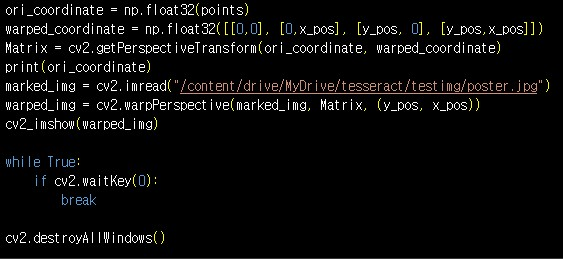 ori_coordinate = np.float32(points)
warped_coordinate = np.float32([[0,0], [0,x_pos], [y_pos, 0], [y_pos,x_pos]])
Matrix = cv2.getPerspectiveTransform(ori_coordinate, warped_coordinate)
print(ori_coordinate)
marked_img = cv2.imread("/content/drive/MyDrive/tesseract/testimg/poster.jpg")
warped_img = cv2.warpPerspective(marked_img, Matrix, (y_pos, x_pos))
cv2_imshow(warped_img)
while True:
if cv2.waitKey(0):
break
cv2.destroyAllWindows()